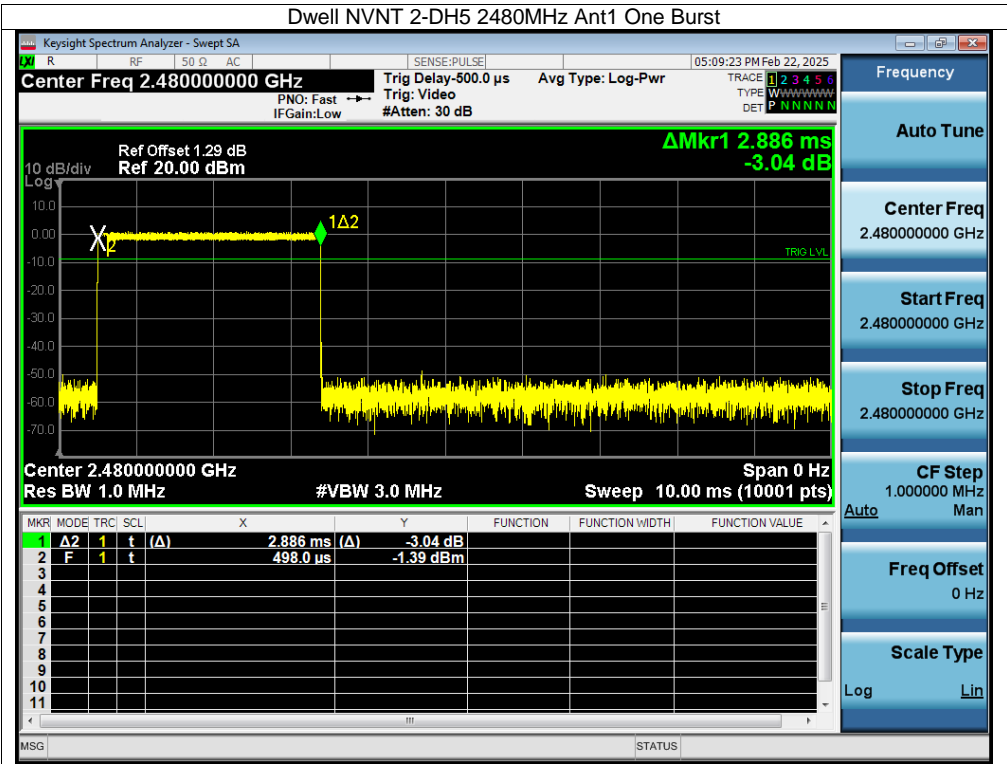 Dwell NVNT 2-DH5 2480MHz Ant1 One Burst
Keysight Spectrum Analyzer - Swept SA
LXI R RF 50 Ω AC SENSE:PULSE 05:09:23 PM Feb 22, 2025
Center Freq 2.480000000 GHz
PNO: Fast
IFGain:Low
Trig Delay-500.0 µs
Trig: Video
#Atten: 30 dB
Avg Type: Log-Pwr
TRACE 1 2 3 4 5 6
TYPE WWWWWW
DET P N N N N N
ΔMkr1 2.886 ms
-3.04 dB
Ref Offset 1.29 dB
10 dB/div Ref 20.00 dBm
Log
10.0
0.00
-10.0
-20.0
-30.0
-40.0
-50.0
-60.0
-70.0
2
1Δ2
TRIG LVL
Center 2.480000000 GHz Span 0 Hz
Res BW 1.0 MHz #VBW 3.0 MHz Sweep 10.00 ms (10001 pts)
MKR MODE TRC SCL X Y FUNCTION FUNCTION WIDTH FUNCTION VALUE
1 Δ2 1 t (Δ) 2.886 ms (Δ) -3.04 dB
2 F 1 t 498.0 µs -1.39 dBm
3
4
5
6
7
8
9
10
11
MSG STATUS
Frequency
Auto Tune
Center Freq
2.480000000 GHz
Start Freq
2.480000000 GHz
Stop Freq
2.480000000 GHz
CF Step
1.000000 MHz
Auto Man
Freq Offset
0 Hz
Scale Type
Log Lin